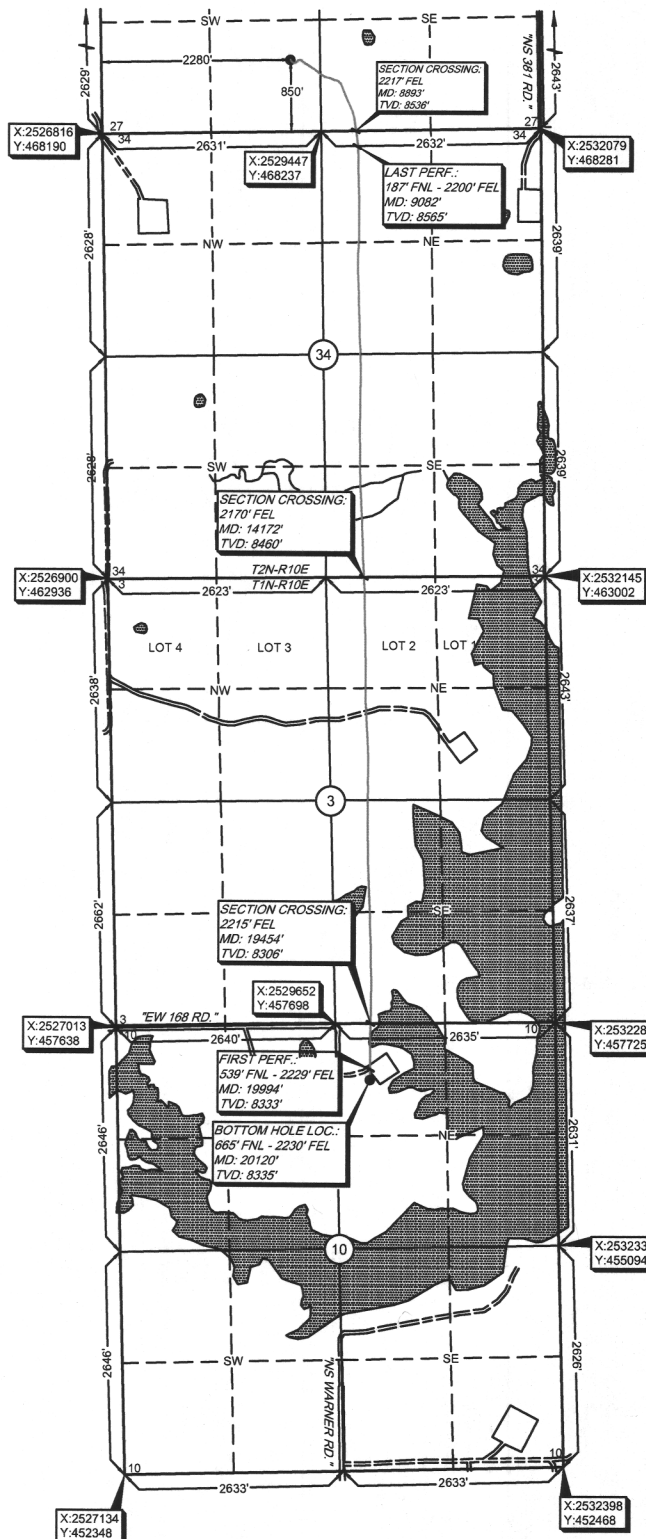 SW
SE
"NS 381 RD."
2629'
2643'
2280'
850'
SECTION CROSSING:
2217' FEL
MD: 8893'
TVD: 8536'
X:2526816
Y:468190
27
34
2631'
X:2529447
Y:468237
2632'
27
34
X:2532079
Y:468281
LAST PERF.:
187' FNL - 2200' FEL
MD: 9082'
TVD: 8565'
2628'
NW
NE
2639'
34
2628'
SW
SE
2639'
SECTION CROSSING:
2170' FEL
MD: 14172'
TVD: 8460'
X:2526900
Y:462936
34
3
T2N-R10E
T1N-R10E
2623'
2623'
34
3
X:2532145
Y:463002
LOT 4
LOT 3
LOT 2
LOT 1
2638'
NW
NE
2643'
3
2662'
SE
2637'
SECTION CROSSING:
2215' FEL
MD: 19454'
TVD: 8306'
X:2529652
Y:457698
X:2527013
Y:457638
3
10
"EW 168 RD."
2640'
2635'
10
X:253228
Y:457725
FIRST PERF.:
539' FNL - 2229' FEL
MD: 19994'
TVD: 8333'
BOTTOM HOLE LOC.:
665' FNL - 2230' FEL
MD: 20120'
TVD: 8335'
2646'
NE
2631'
10
X:253233
Y:455094
2646'
SW
SE
2626'
"NS WARNER RD."
10
2633'
2633'
10
X:2527134
Y:452348
X:2532398
Y:452468